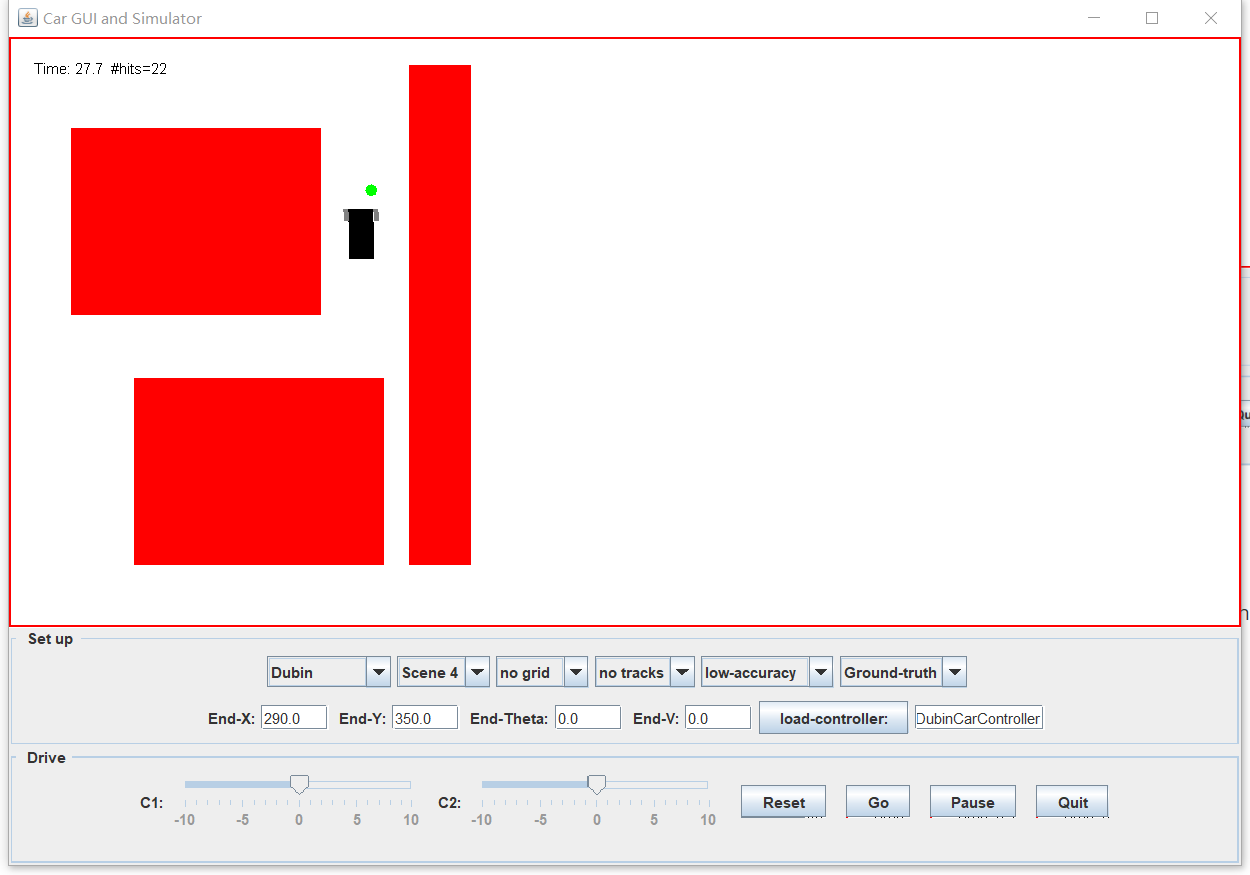 Car GUI and Simulator
Time: 27.7 #hits=22
Set up
Dubin Scene 4 no grid no tracks low-accuracy Ground-truth
End-X: 290.0 End-Y: 350.0 End-Theta: 0.0 End-V: 0.0 load-controller: DubinCarController
Drive
C1: C2: Reset Go Pause Quit
-10 -5 0 5 10 -10 -5 0 5 10